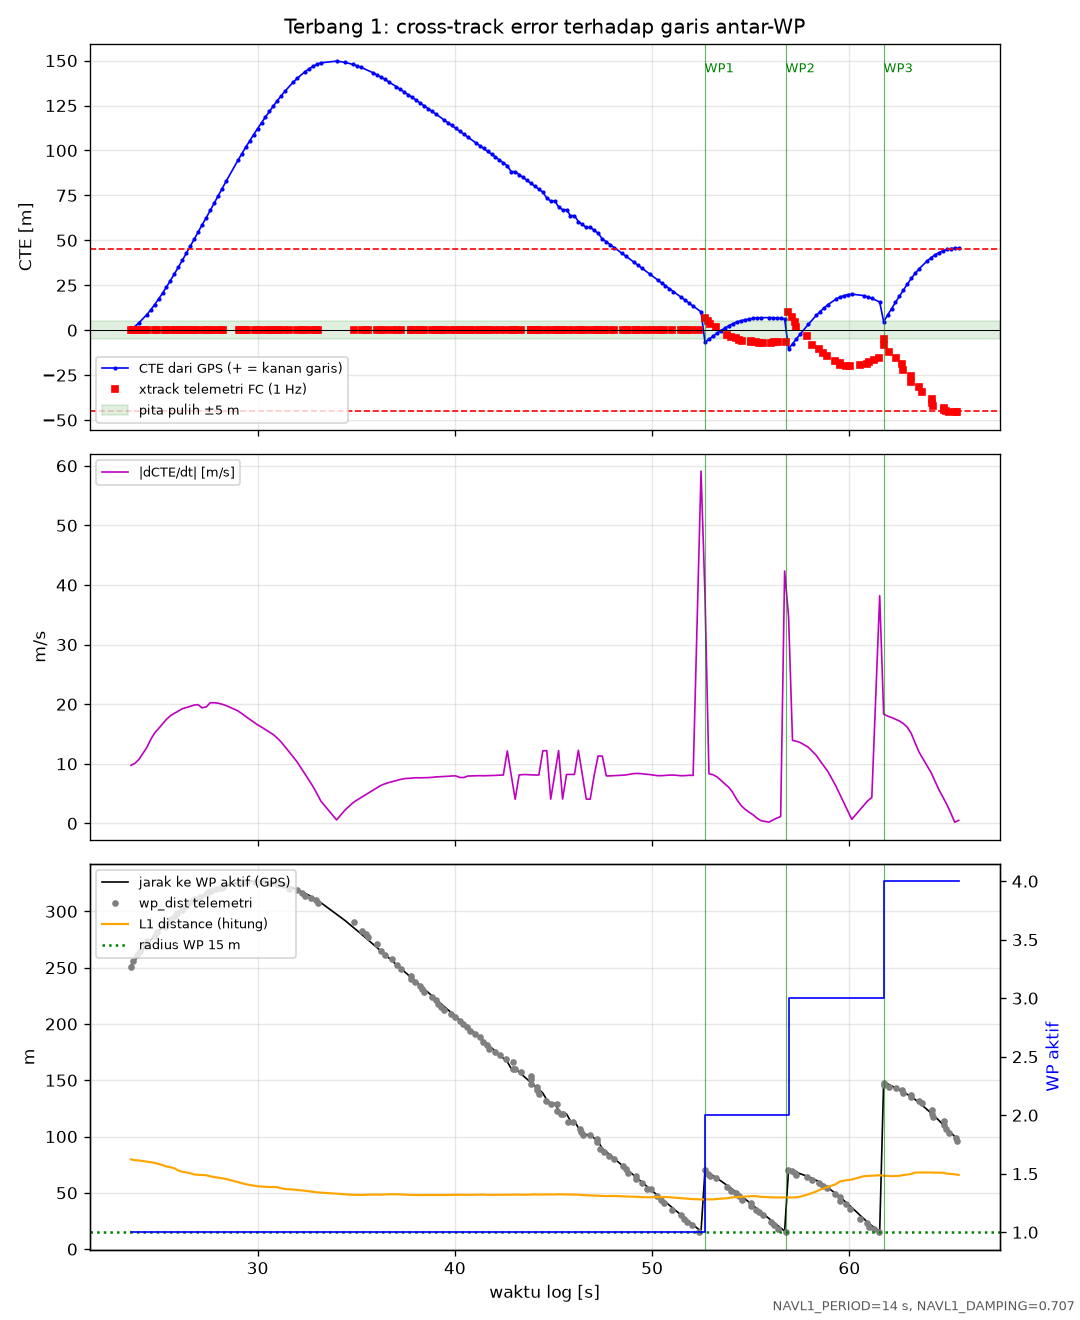 Terbang 1: cross-track error terhadap garis antar-WP
CTE [m]
150
125
100
75
50
25
0
−25
−50
WP1
WP2
WP3
CTE dari GPS (+ = kanan garis)
xtrack telemetri FC (1 Hz)
pita pulih ±5 m
m/s
60
50
40
30
20
10
0
|dCTE/dt| [m/s]
m
300
250
200
150
100
50
0
jarak ke WP aktif (GPS)
wp_dist telemetri
L1 distance (hitung)
radius WP 15 m
4.0
3.5
3.0
2.5
2.0
1.5
1.0
WP aktif
30
40
50
60
waktu log [s]
NAVL1_PERIOD=14 s, NAVL1_DAMPING=0.707